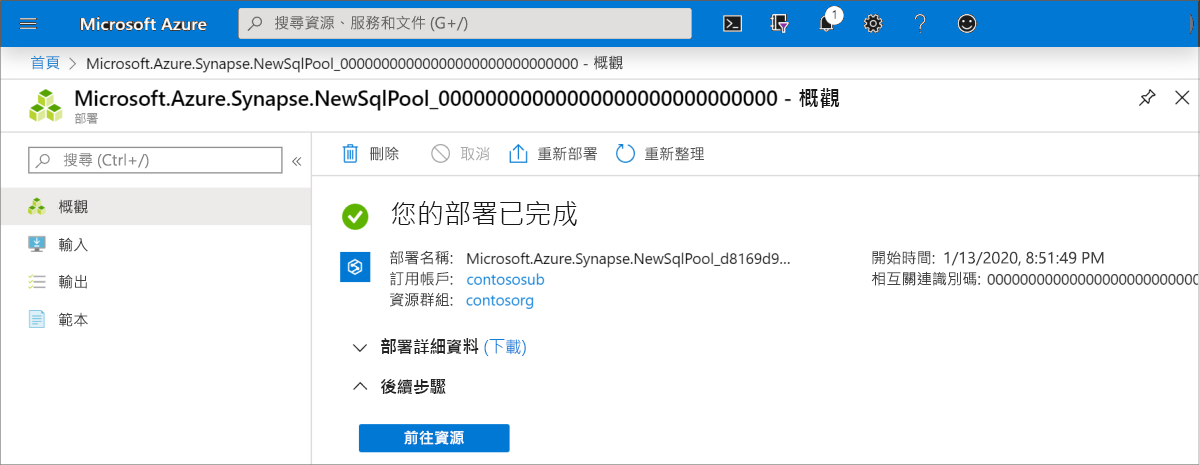 Microsoft Azure
搜尋資源、服務和文件 (G+/)
1
首頁 > Microsoft.Azure.Synapse.NewSqlPool_00000000000000000000000000000 - 概觀
Microsoft.Azure.Synapse.NewSqlPool_00000000000000000000000000000 - 概觀
部署
搜尋 (Ctrl+/)
«
刪除
取消
重新部署
重新整理
概觀
輸入
輸出
範本
您的部署已完成
部署名稱: Microsoft.Azure.Synapse.NewSqlPool_d8169d9...
訂用帳戶: contososub
資源群組: contosorg
開始時間: 1/13/2020, 8:51:49 PM
相互關連識別碼: 00000000000000000000000000
部署詳細資料 (下載)
後續步驟
前往資源